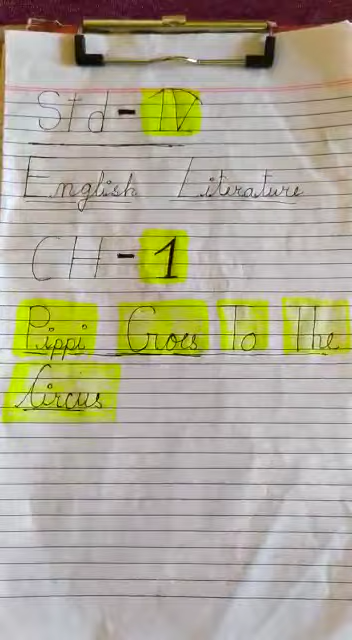 Std - IV
English Literature
CH - 1
Pippi Goes To The
Circus